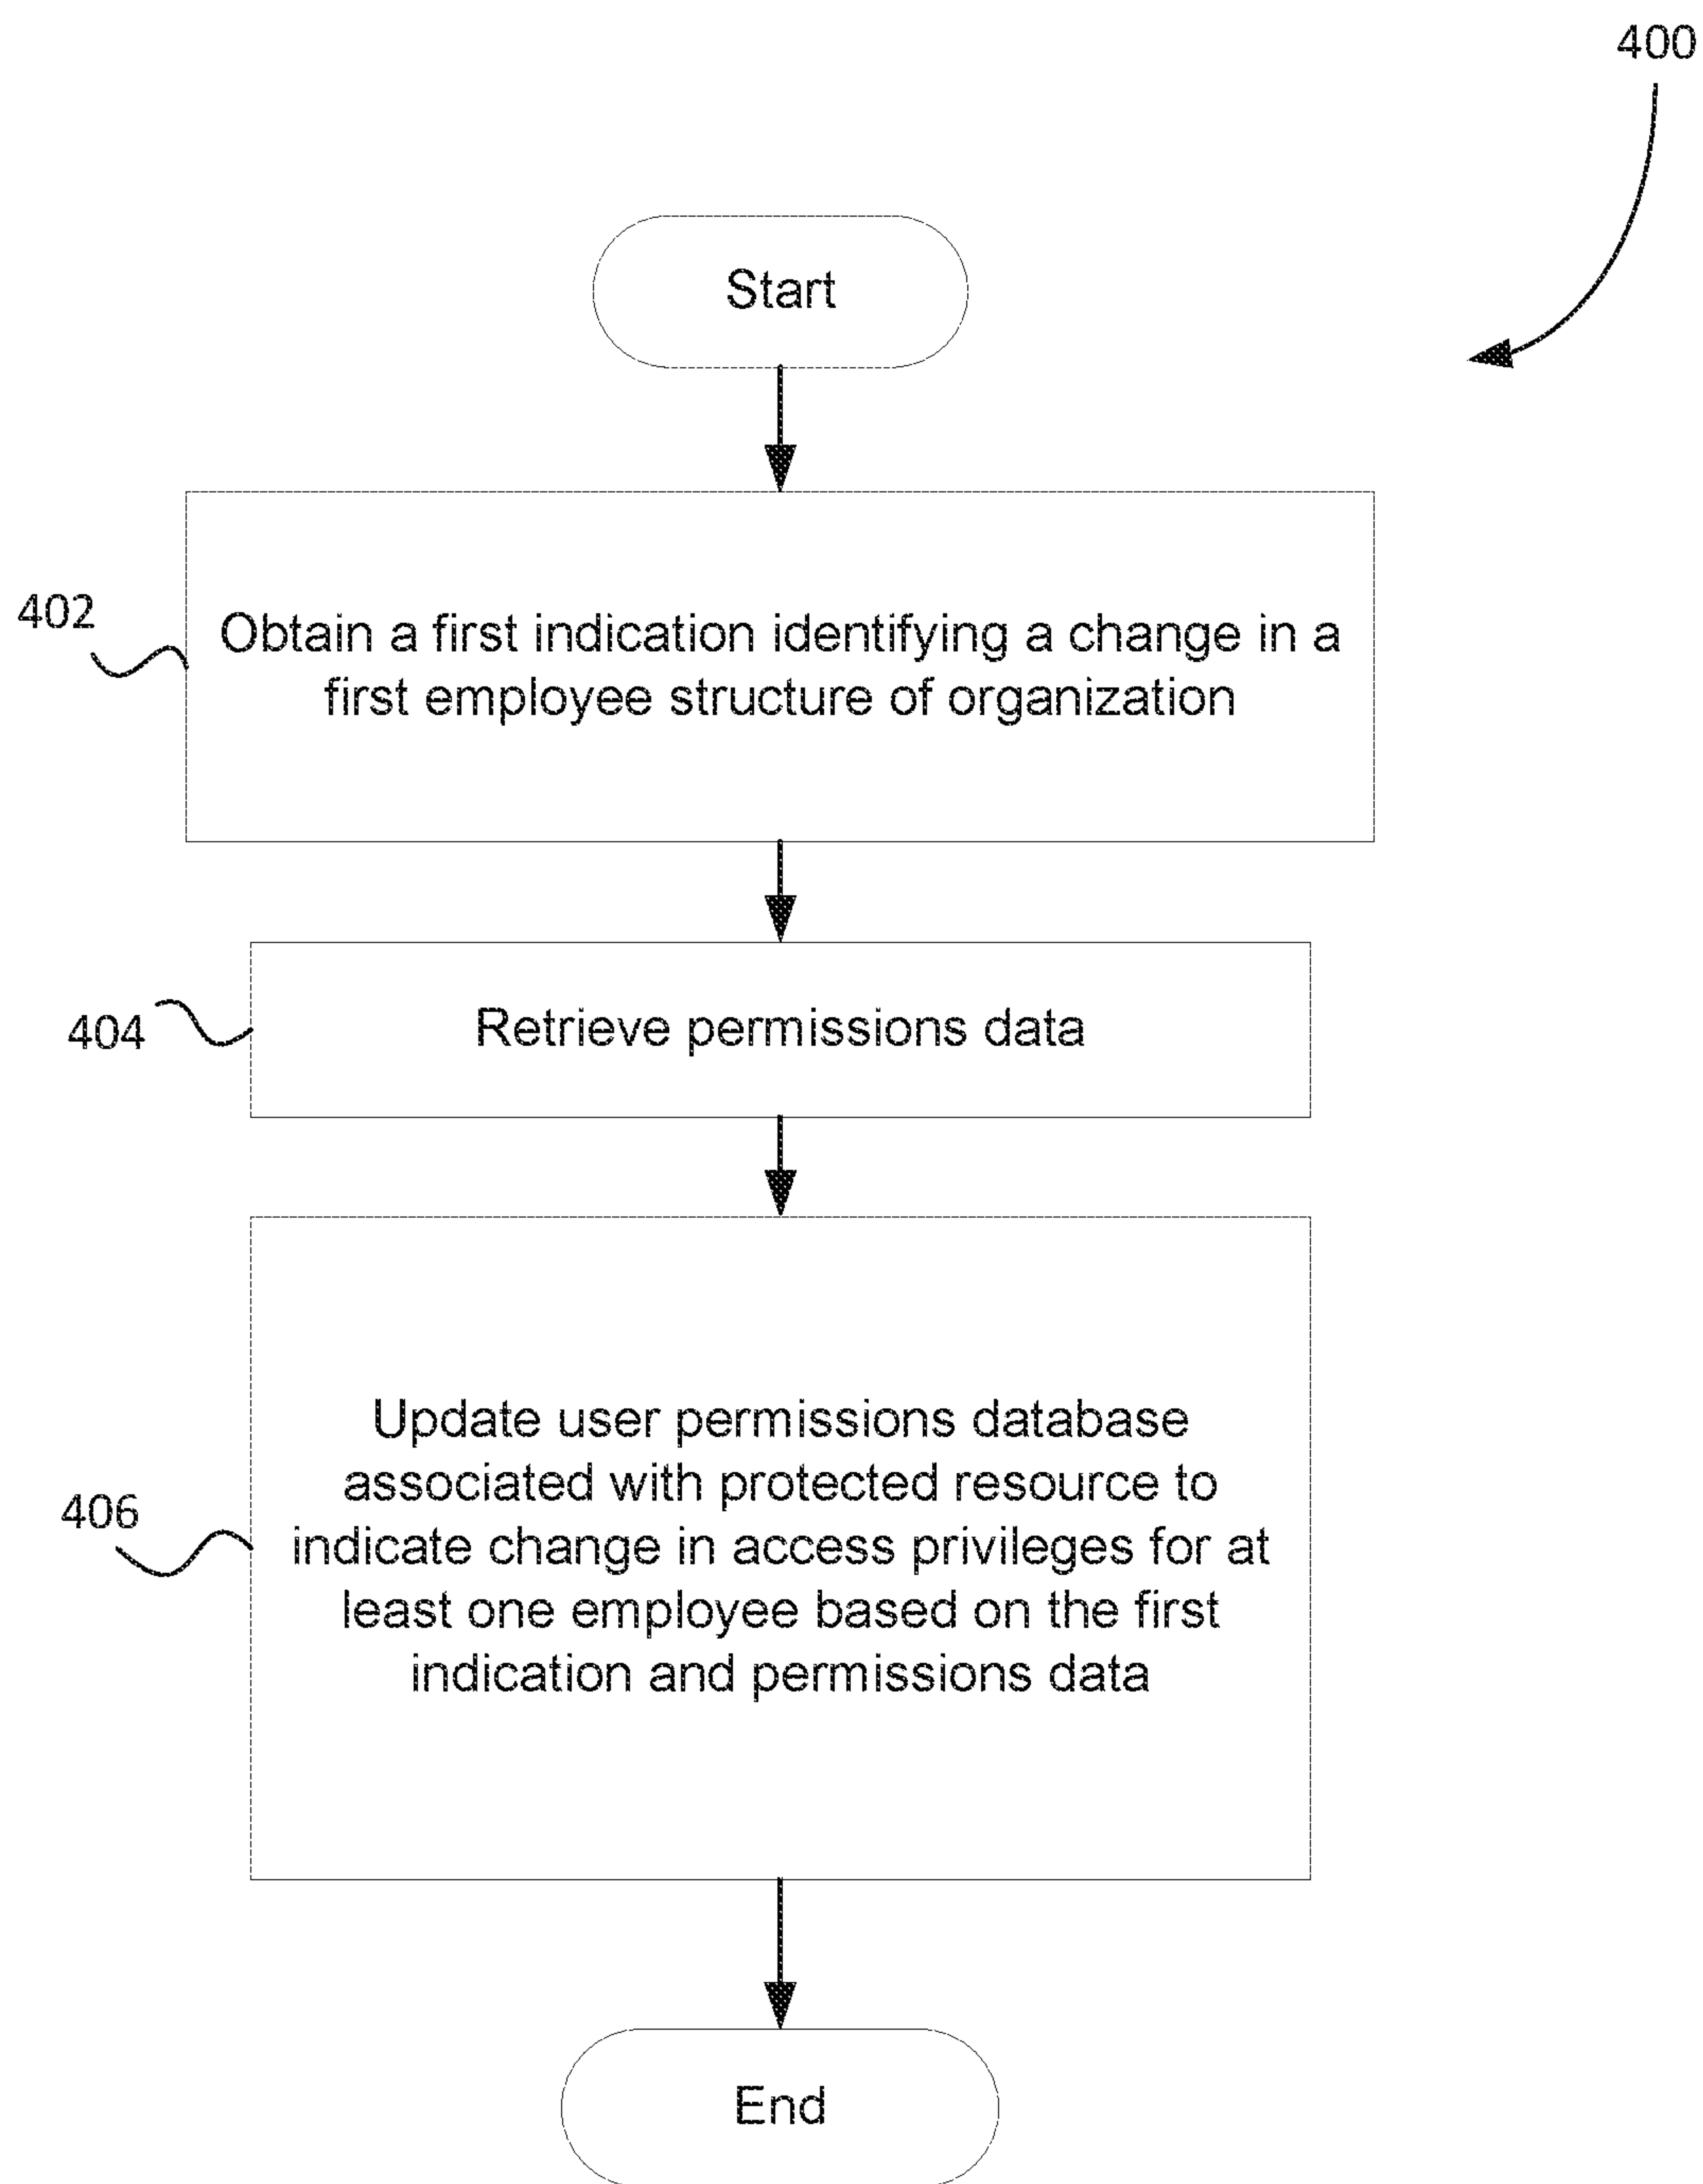 400
Start
402
Obtain a first indication identifying a change in a
first employee structure of organization
404
Retrieve permissions data
406
Update user permissions database
associated with protected resource to
indicate change in access privileges for at
least one employee based on the first
indication and permissions data
End